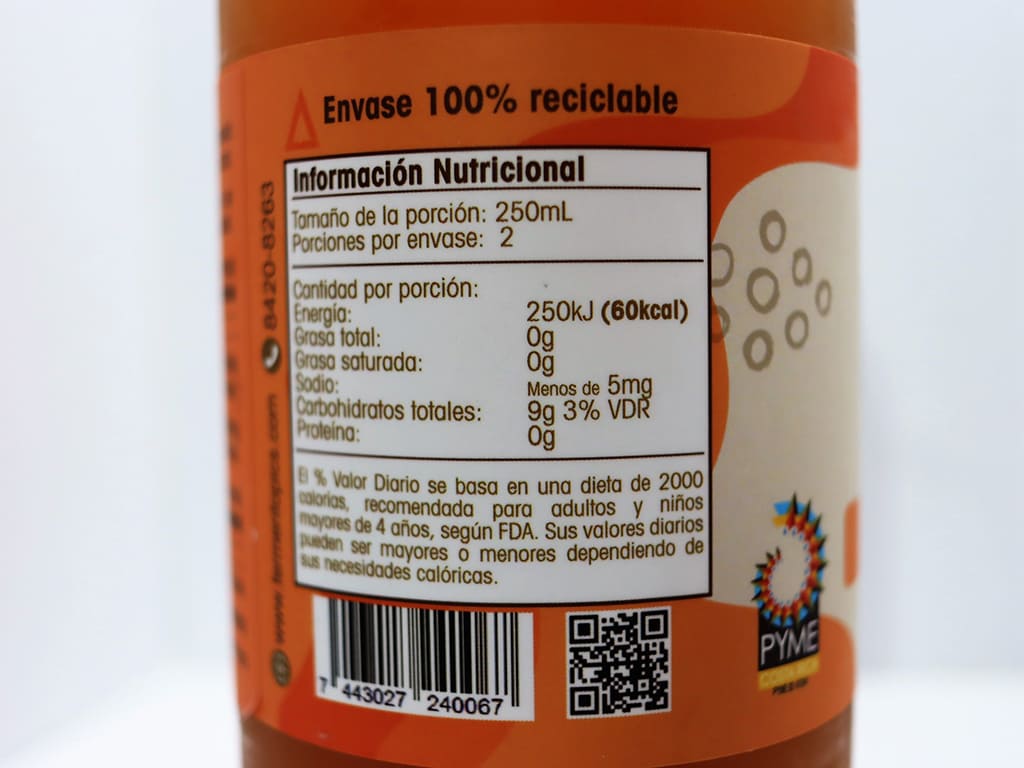 Envase 100% reciclable
Información Nutricional
Tamaño de la porción: 250mL
Porciones por envase: 2
Cantidad por porción:
Energía: 250kJ (60kcal)
Grasa total: 0g
Grasa saturada: 0g
Sodio: Menos de 5mg
Carbohidratos totales: 9g 3% VDR
Proteína: 0g
El % Valor Diario se basa en una dieta de 2000
calorías, recomendada para adultos y niños
mayores de 4 años, según FDA. Sus valores diarios
pueden ser mayores o menores dependiendo de
sus necesidades calóricas.
7 443027 240067
8420-8263
PYME